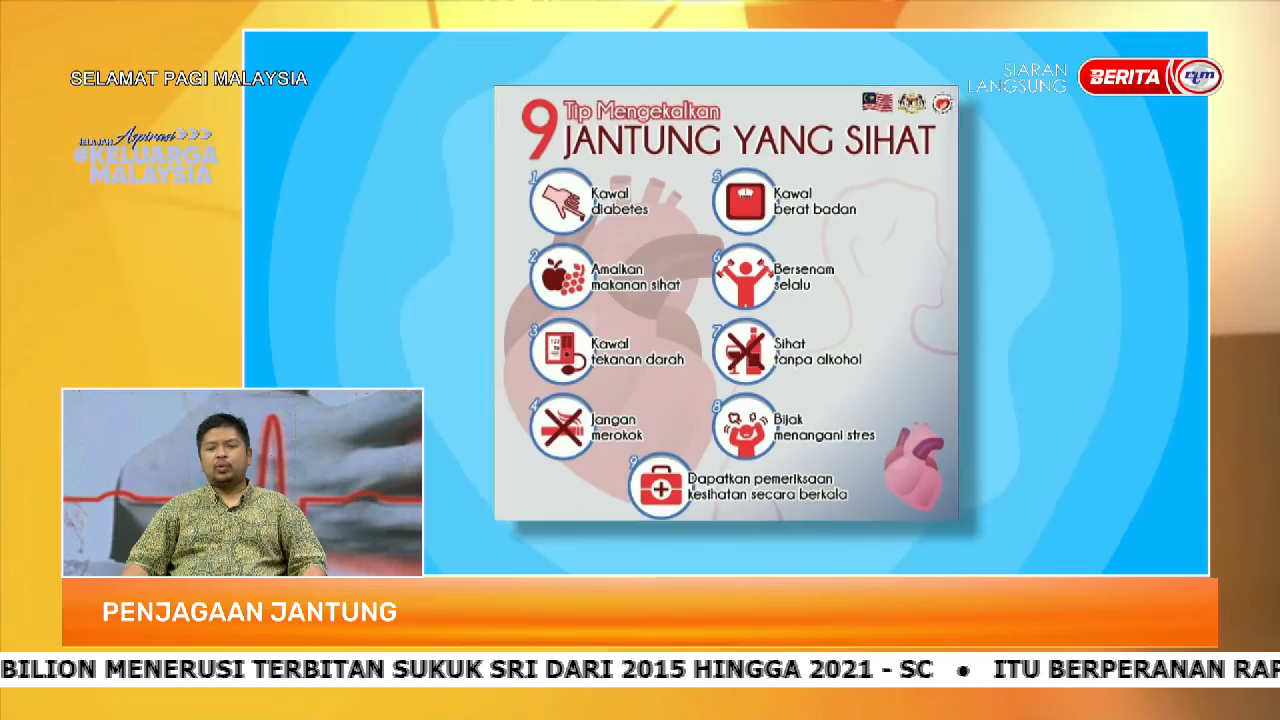 SELAMAT PAGI MALAYSIA
SIARAN
LANGSUNG
BERITA rtm
JELAJAH Aspirasi
#KELUARGA
MALAYSIA
9 Tip Mengekalkan
JANTUNG YANG SIHAT
1 Kawal
diabetes
2 Amalkan
makanan sihat
3 Kawal
tekanan darah
4 Jangan
merokok
5 Kawal
berat badan
6 Bersenam
selalu
7 Sihat
tanpa alkohol
8 Bijak
menangani stres
9 Dapatkan pemeriksaan
kesihatan secara berkala
PENJAGAAN JANTUNG
BILION MENERUSI TERBITAN SUKUK SRI DARI 2015 HINGGA 2021 - SC • ITU BERPERANAN